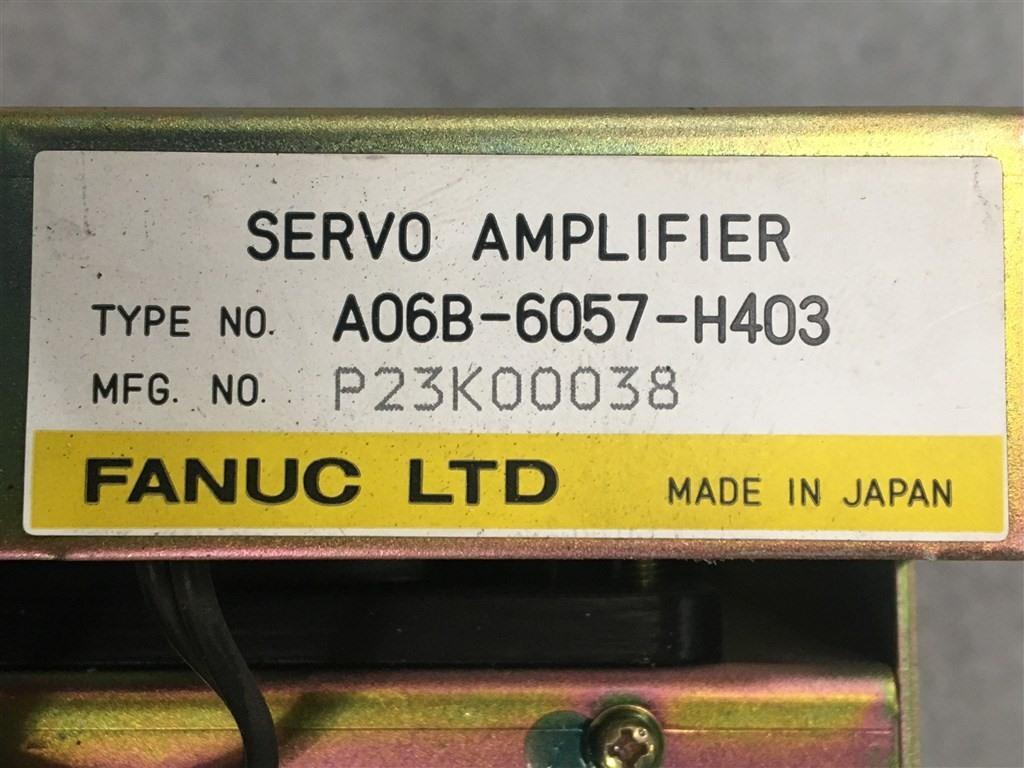 SERVO AMPLIFIER
TYPE NO. A06B-6057-H403
MFG. NO. P23K00038
FANUC LTD MADE IN JAPAN